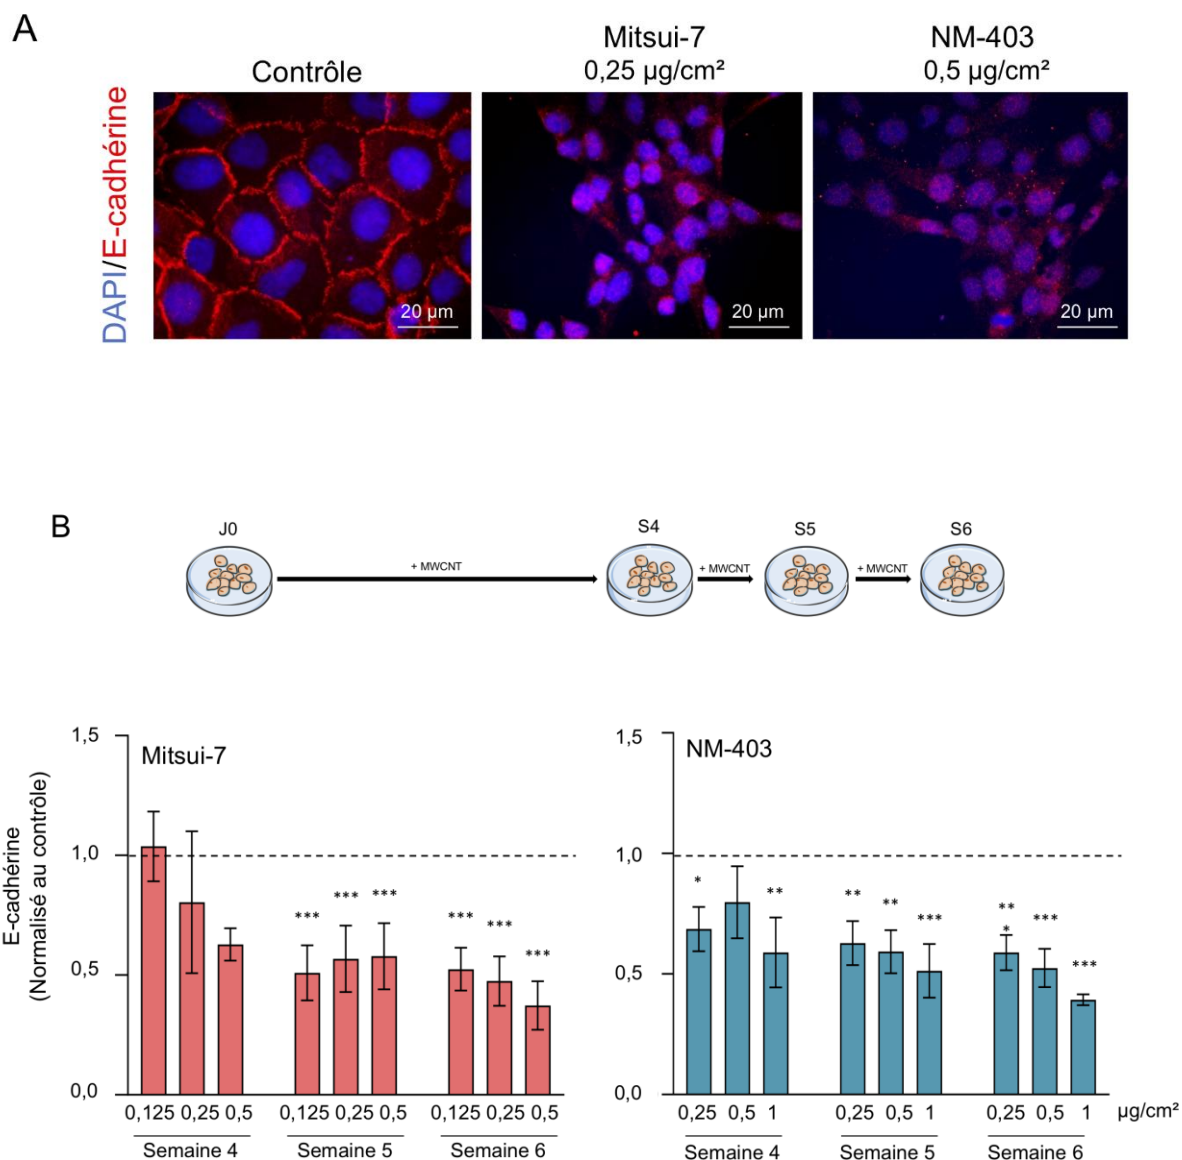 A
Contrôle
Mitsui-7
0,25 µg/cm²
NM-403
0,5 µg/cm²
DAPI/E-cadhérine
20 µm
20 µm
20 µm
B
J0
S4
S5
S6
+ MWCNT
+ MWCNT
+ MWCNT
E-cadhérine
(Normalisé au contrôle)
Mitsui-7
1,5
1,0
0,5
0,0
*** *** ***
*** *** ***
0,125 0,25 0,5
0,125 0,25 0,5
0,125 0,25 0,5
Semaine 4
Semaine 5
Semaine 6
NM-403
1,5
1,0
0,5
0,0
* **
** ** ***
** *** ***
*
0,25 0,5 1
0,25 0,5 1
0,25 0,5 1
µg/cm²
Semaine 4
Semaine 5
Semaine 6